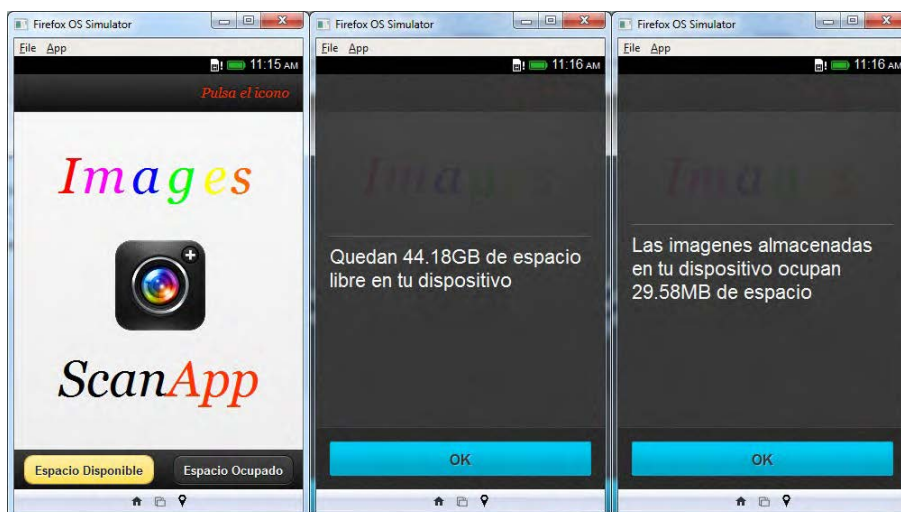 Firefox OS Simulator
File App
11:15 AM
Pulsa el icono
Images
ScanApp
Espacio Disponible
Espacio Ocupado
Firefox OS Simulator
File App
11:16 AM
Images
Quedan 44.18GB de espacio
libre en tu dispositivo
OK
Firefox OS Simulator
File App
11:16 AM
Images
Las imagenes almacenadas
en tu dispositivo ocupan
29.58MB de espacio
OK